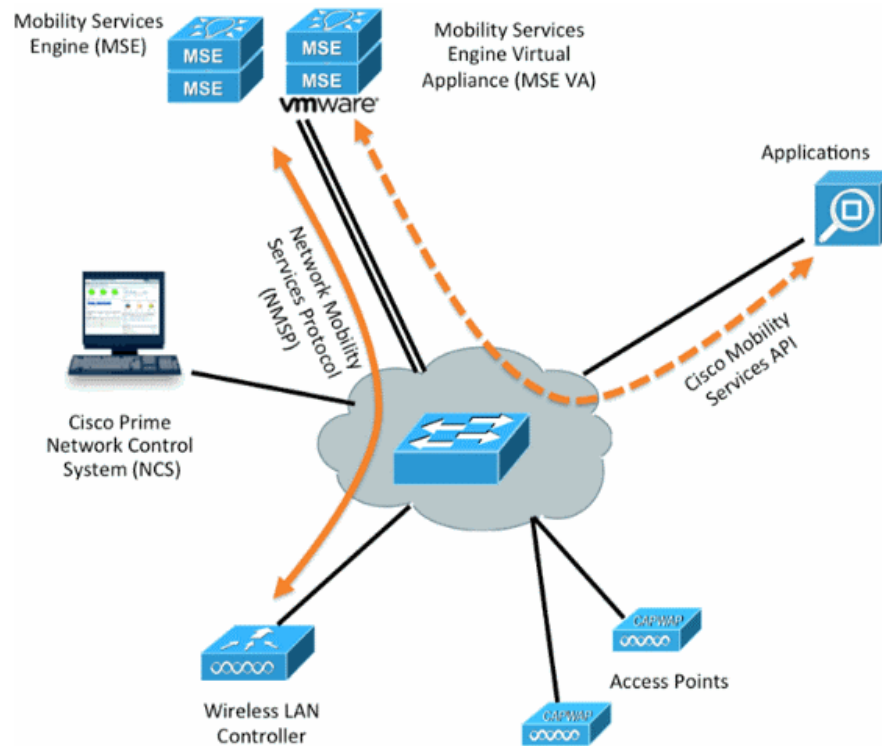 Mobility Services
Engine (MSE)
MSE
MSE
MSE
MSE
vmware®
Mobility Services
Engine Virtual
Appliance (MSE VA)
Applications
Network Mobility
Services Protocol
(NMSP)
Cisco Mobility
Services API
Cisco Prime
Network Control
System (NCS)
Wireless LAN
Controller
CAPWAP
Access Points
CAPWAP